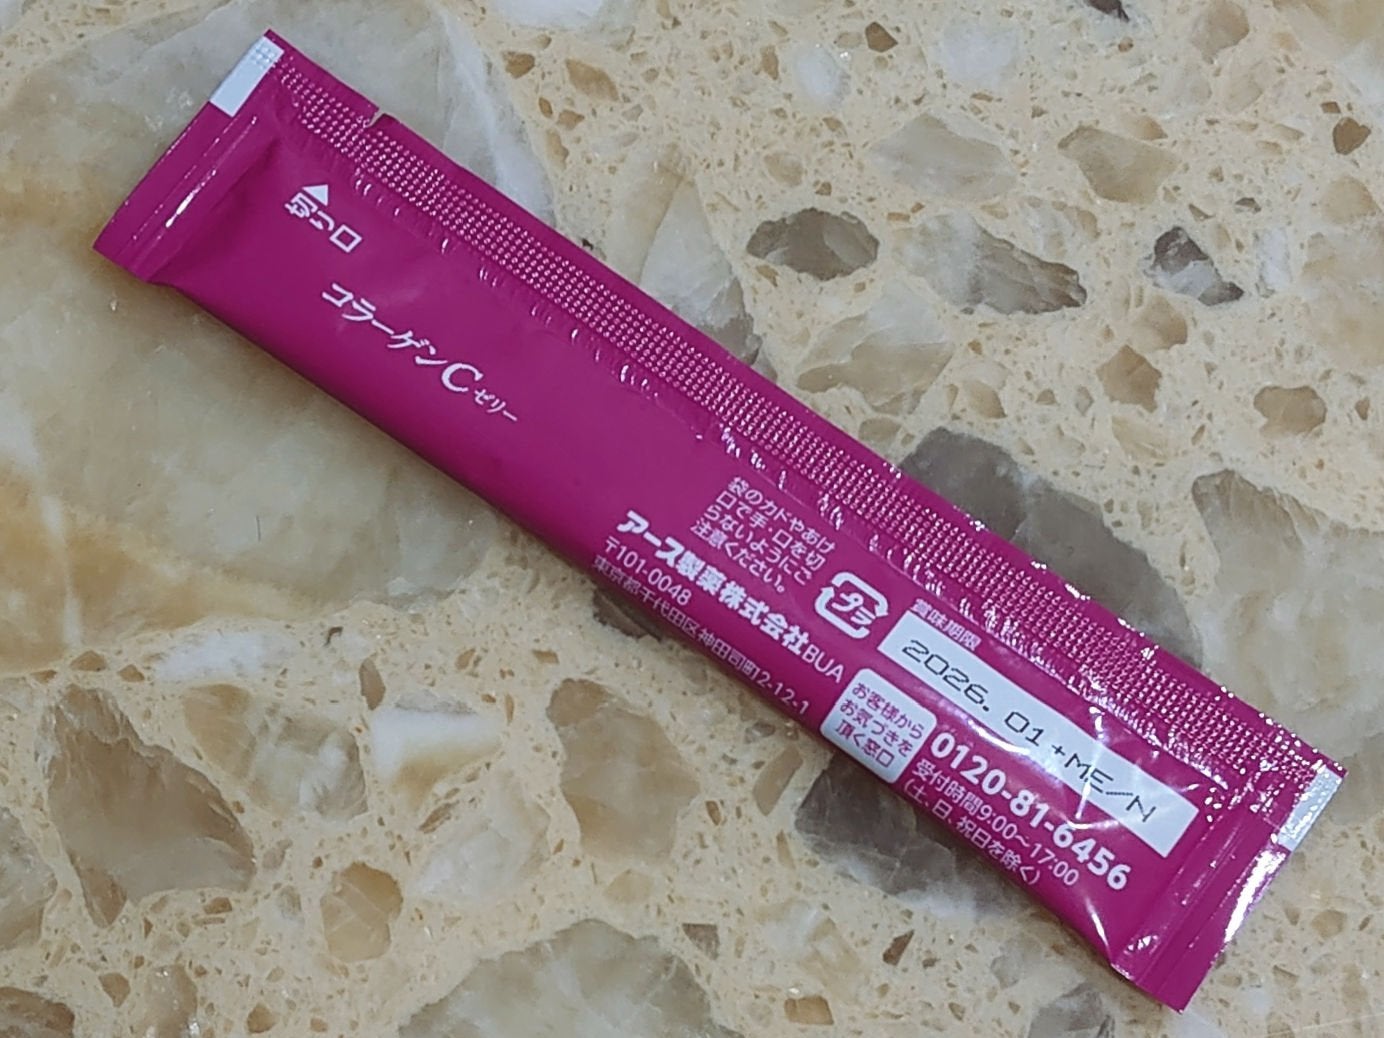 切り口
コラーゲンCゼリー
袋のカドやあけ
口で手・口を切
らないようにご
注意ください。
アース製薬株式会社BUA
〒101-0048
東京都千代田区神田司町2-12-1
プラ
賞味期限
2026. 01+ME/N
お客様から
お気づきを
頂く窓口
0120-81-6456
受付時間9:00〜17:00
(土、日、祝日を除く)